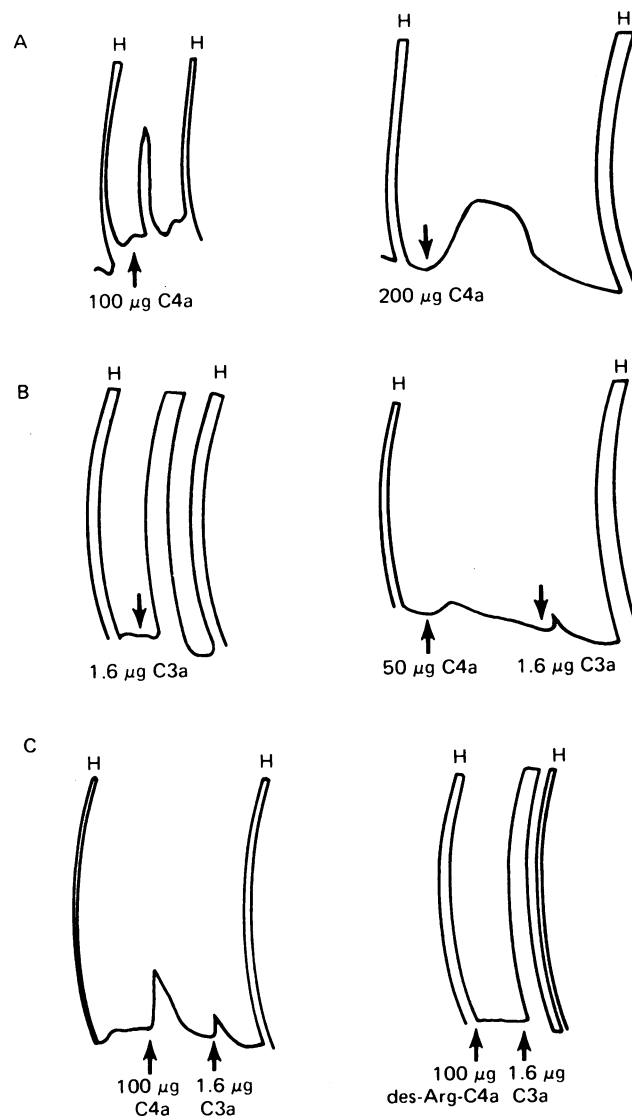 A
H H
H H
100 μg C4a
200 μg C4a
B
H H
H H
1.6 μg C3a
50 μg C4a 1.6 μg C3a
C
H H
H H
100 μg 1.6 μg
C4a C3a
100 μg 1.6 μg
des-Arg-C4a C3a